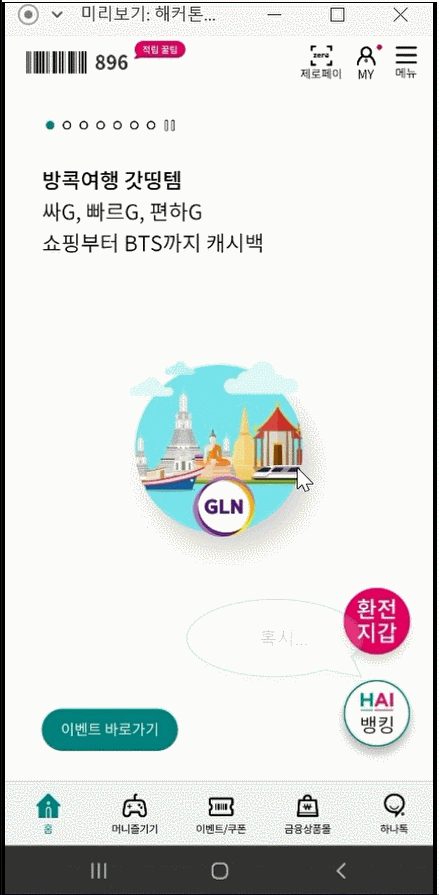 미리보기: 해커톤...
적립 꿀팁
896
zero
제로페이
MY
메뉴
방콕여행 갓띵템
싸G, 빠르G, 편하G
쇼핑부터 BTS까지 캐시백
GLN
환전
지갑
혹시...
HAI
뱅킹
이벤트 바로가기
홈
머니즐기기
이벤트/쿠폰
금융상품몰
하나톡